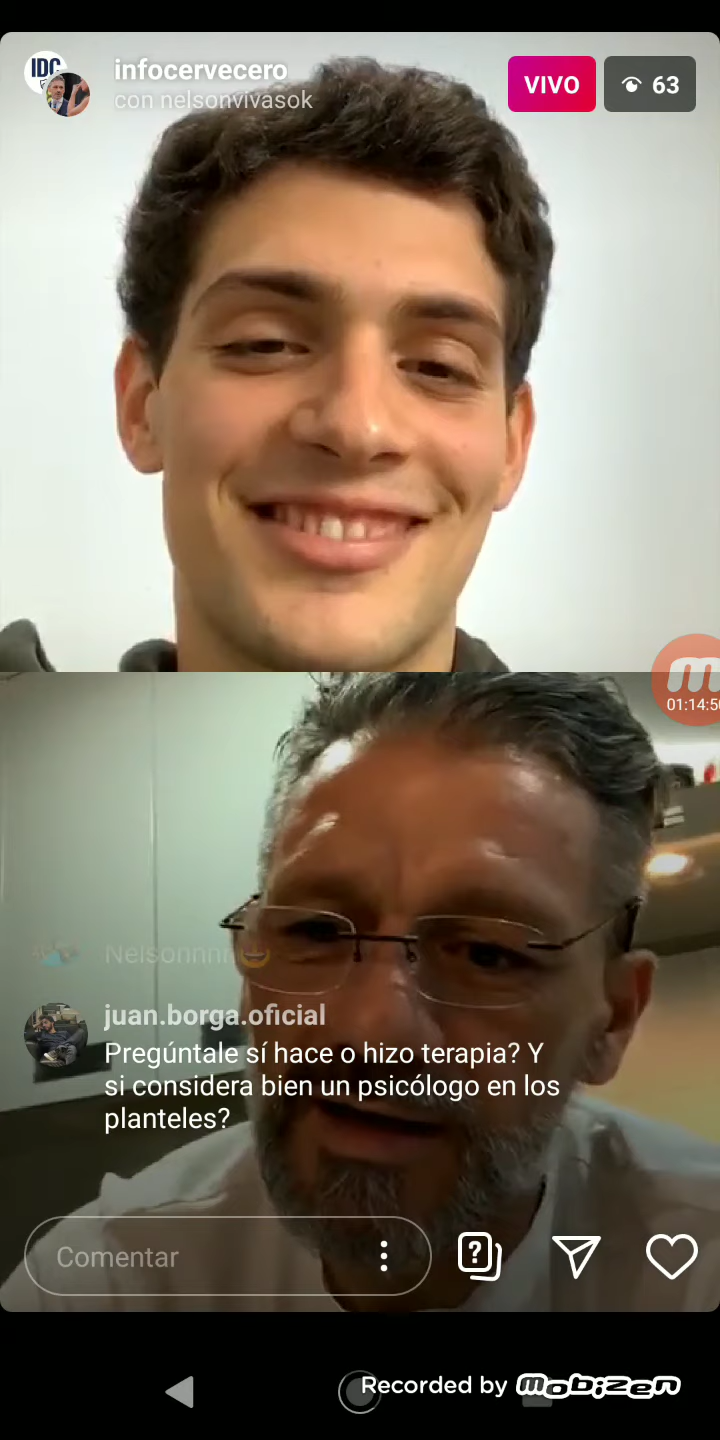 IDC
infocervecero
con nelsonvivasok
VIVO
63
01:14:5
Nelsonnnr
juan.borga.oficial
Pregúntale sí hace o hizo terapia? Y
si considera bien un psicólogo en los
planteles?
Comentar
Recorded by mobizen